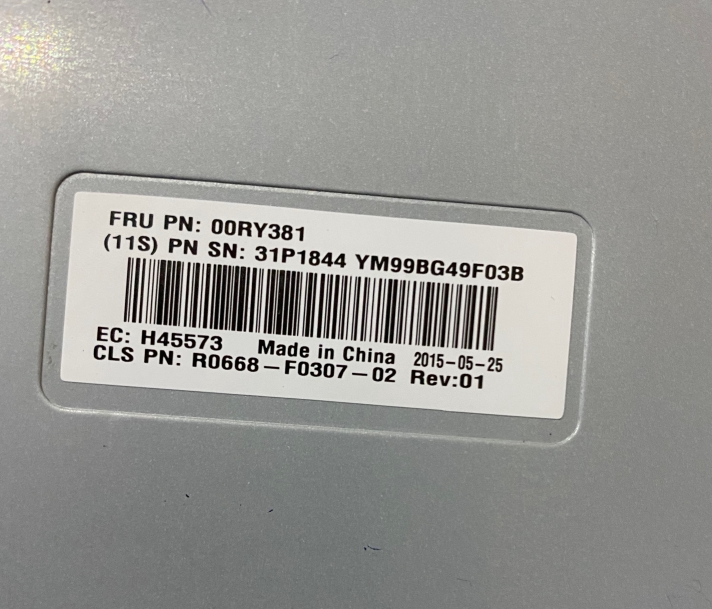 FRU PN: 00RY381
(11S) PN SN: 31P1844 YM99BG49F03B
EC: H45573 Made in China 2015-05-25
CLS PN: R0668-F0307-02 Rev:01